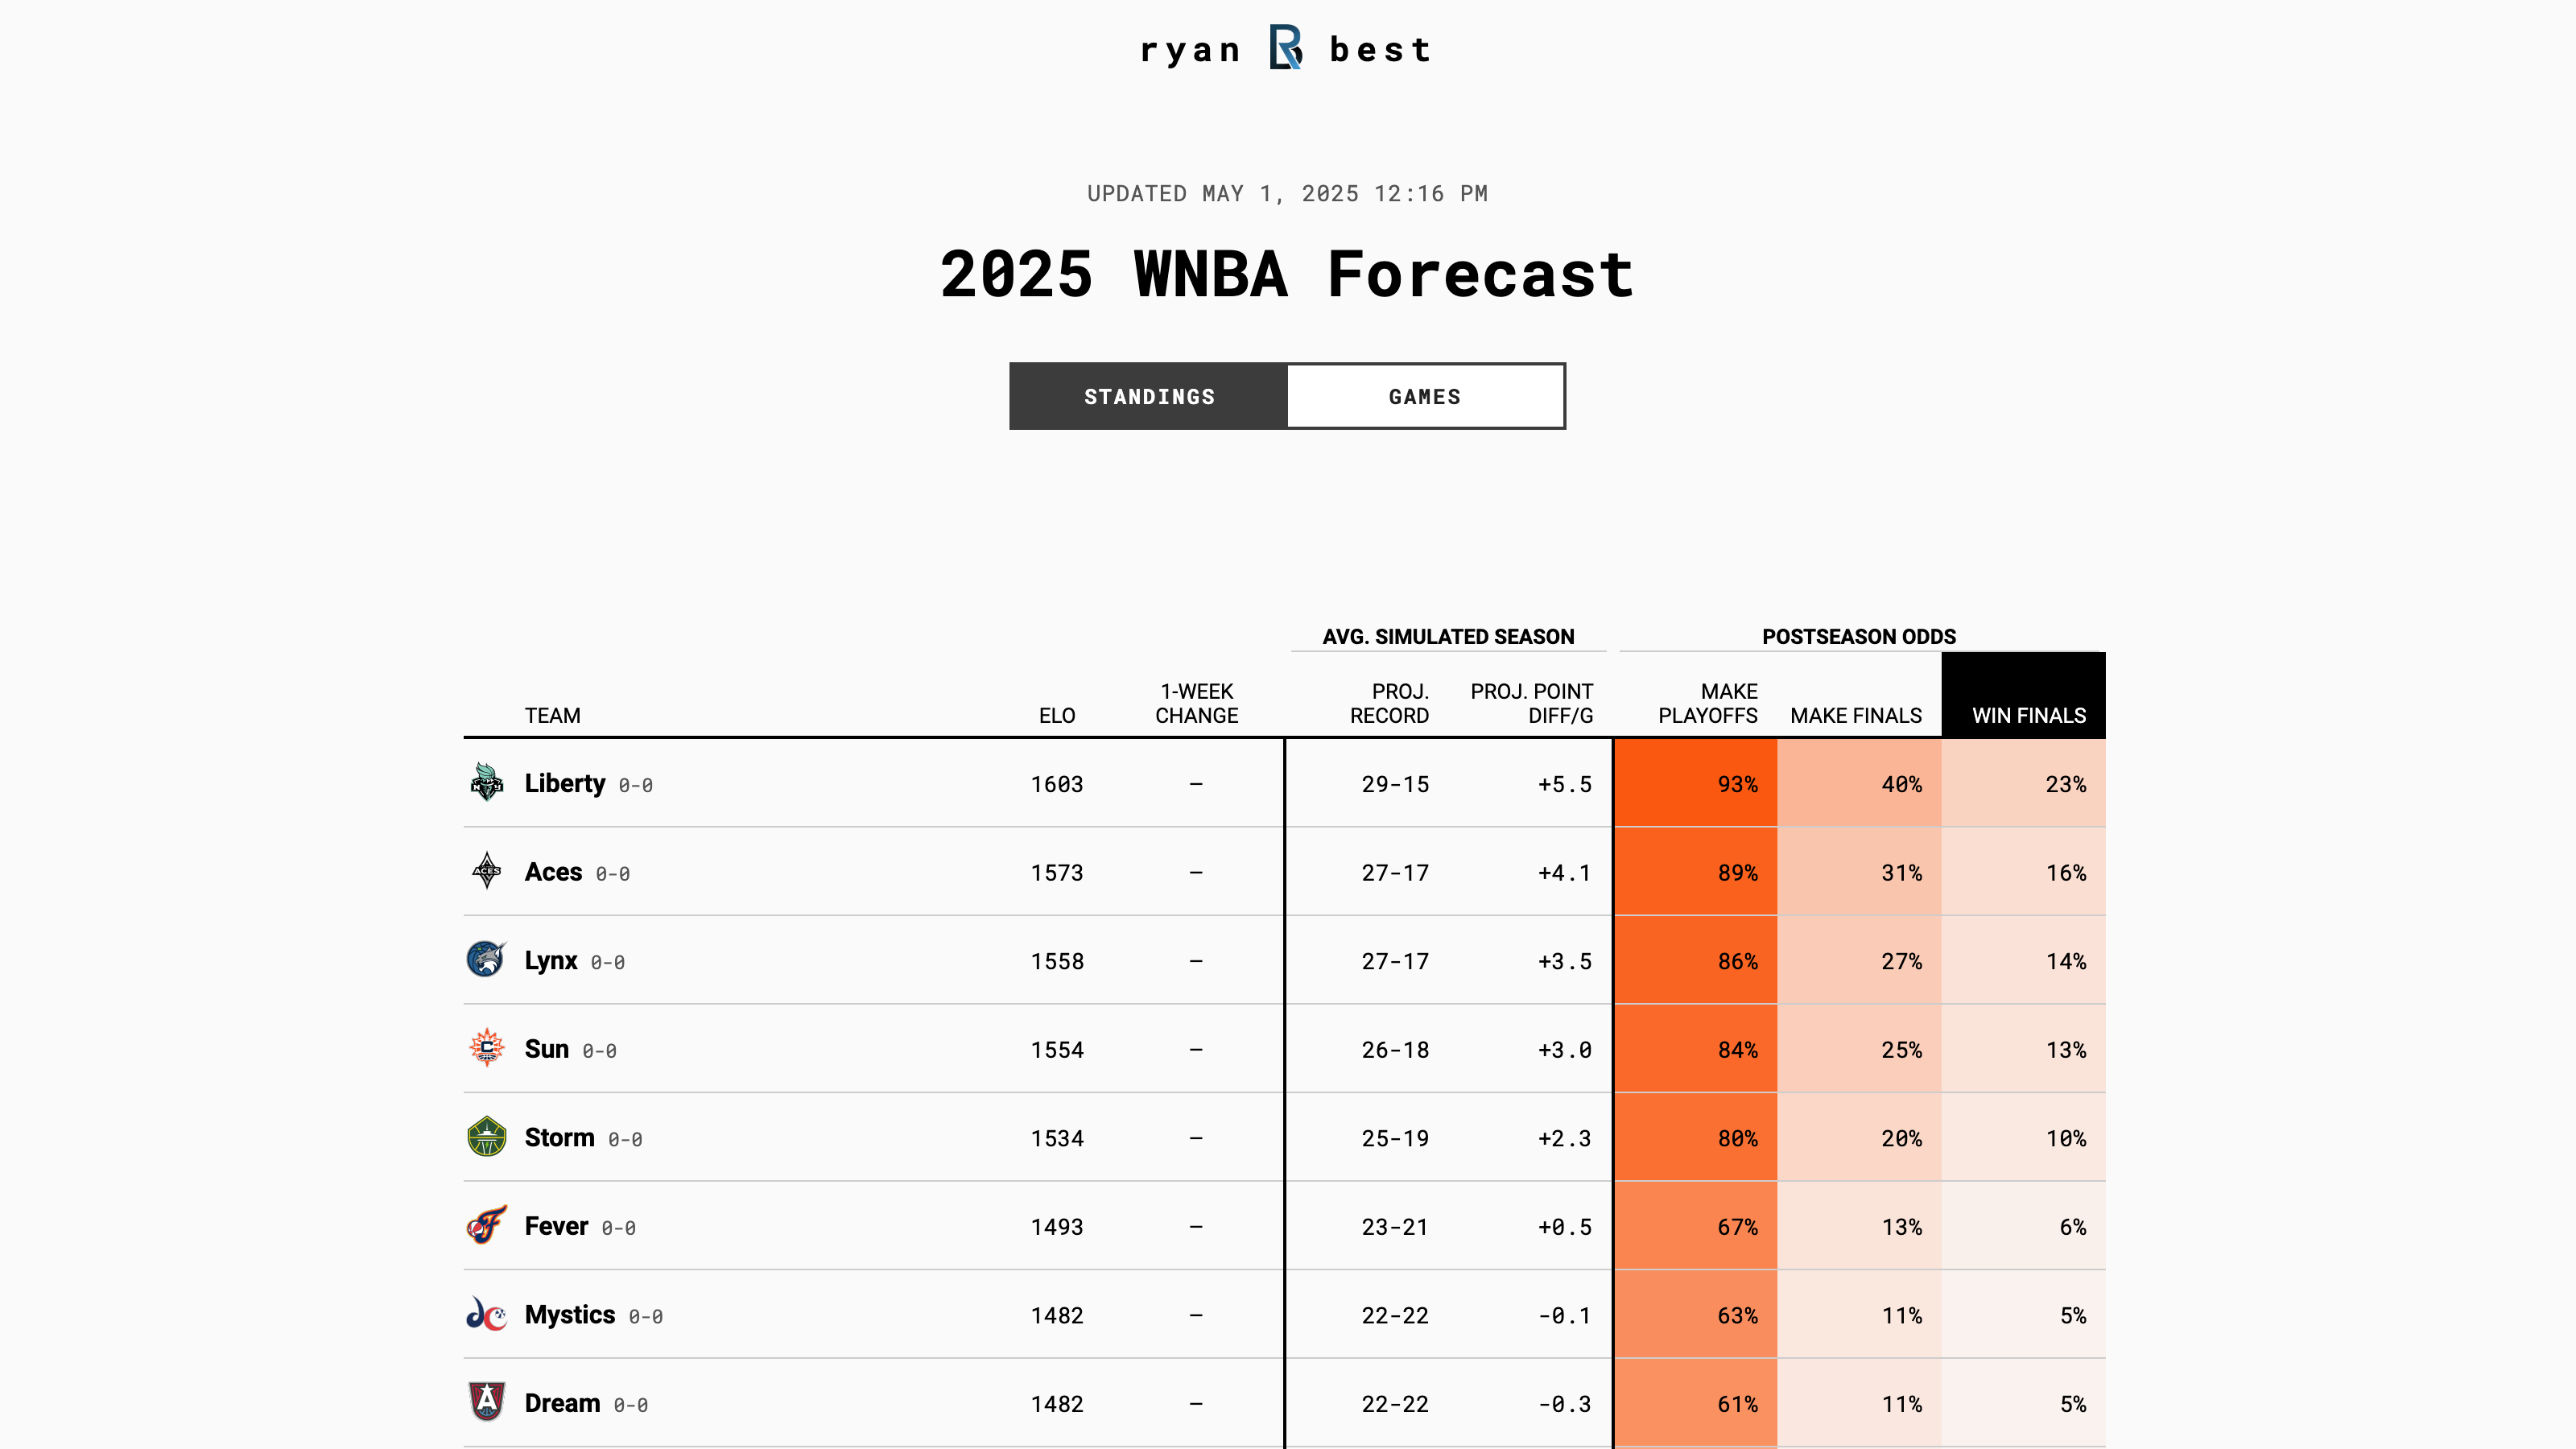 ryan best
UPDATED MAY 1, 2025 12:16 PM
2025 WNBA Forecast
STANDINGS GAMES
AVG. SIMULATED SEASON POSTSEASON ODDS
TEAM ELO 1-WEEK CHANGE PROJ. RECORD PROJ. POINT DIFF/G MAKE PLAYOFFS MAKE FINALS WIN FINALS
Liberty 0-0 1603 — 29-15 +5.5 93% 40% 23%
ACES Aces 0-0 1573 — 27-17 +4.1 89% 31% 16%
Lynx 0-0 1558 — 27-17 +3.5 86% 27% 14%
C Sun 0-0 1554 — 26-18 +3.0 84% 25% 13%
Storm 0-0 1534 — 25-19 +2.3 80% 20% 10%
F Fever 0-0 1493 — 23-21 +0.5 67% 13% 6%
dc Mystics 0-0 1482 — 22-22 -0.1 63% 11% 5%
A Dream 0-0 1482 — 22-22 -0.3 61% 11% 5%